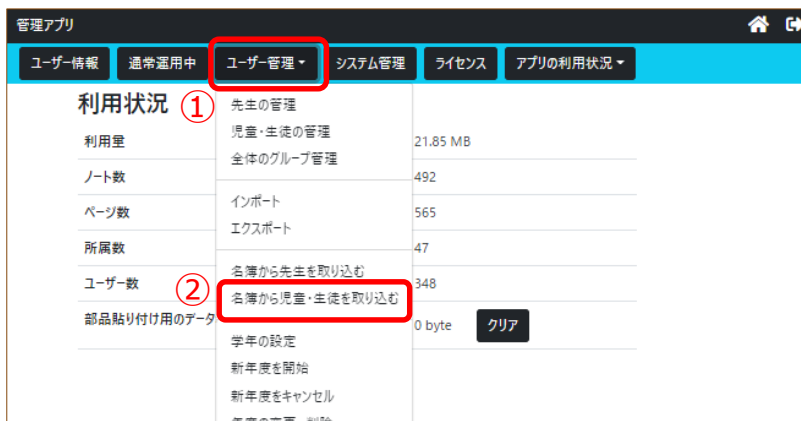 管理アプリ
ユーザー情報 通常運用中 ユーザー管理 システム管理 ライセンス アプリの利用状況
利用状況 ①
先生の管理
児童・生徒の管理
全体のグループ管理
インポート
エクスポート
名簿から先生を取り込む
② 名簿から児童・生徒を取り込む
学年の設定
新年度を開始
新年度をキャンセル
利用量 21.85 MB
ノート数 492
ページ数 565
所属数 47
ユーザー数 348
部品貼り付け用のデータ 0 byte クリア